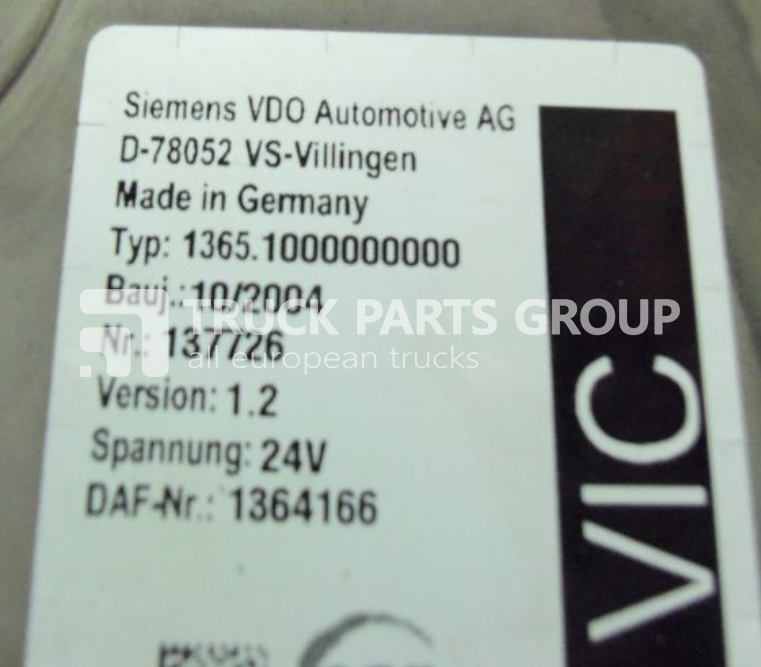 Siemens VDO Automotive AG
D-78052 VS-Villingen
Made in Germany
Typ: 1365.1000000000
Bauj.: 10/2004
Nr.: 137726
Version: 1.2
Spannung: 24V
DAF-Nr.: 1364166
VIC
TRUCK PARTS GROUP
all european trucks